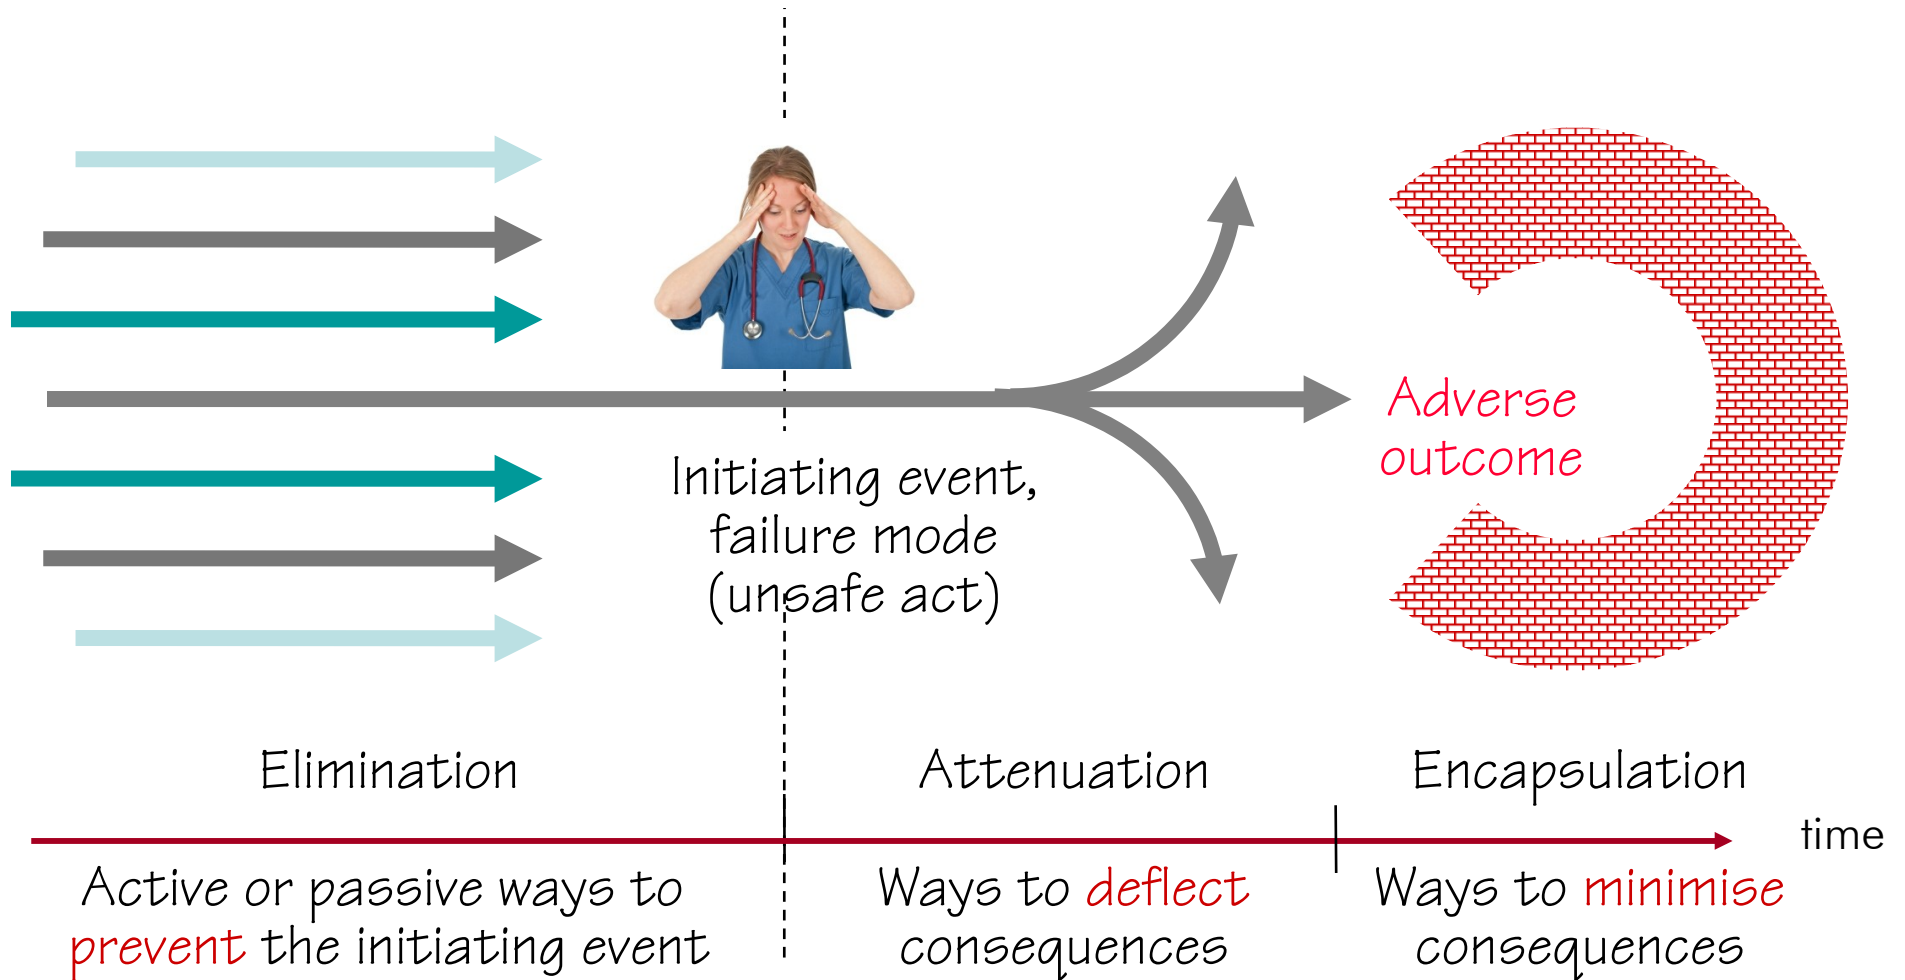 Adverse
outcome
Initiating event,
failure mode
(unsafe act)
Elimination
Attenuation
Encapsulation
time
Active or passive ways to
prevent the initiating event
Ways to deflect
consequences
Ways to minimise
consequences